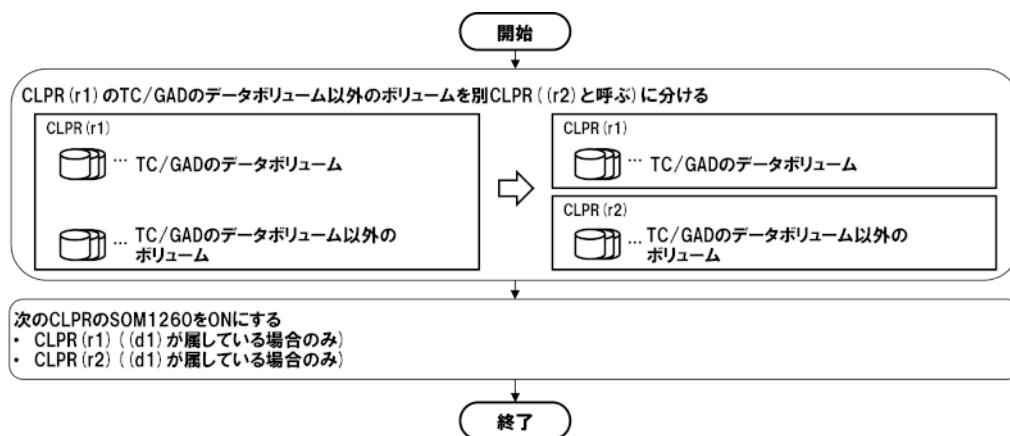 開始
CLPR(r1)のTC/GADのデータボリューム以外のボリュームを別CLPR((r2)と呼ぶ)に分ける
CLPR(r1)
… TC/GADのデータボリューム
… TC/GADのデータボリューム以外の
ボリューム
CLPR(r1)
… TC/GADのデータボリューム
CLPR(r2)
… TC/GADのデータボリューム以外の
ボリューム
次のCLPRのSOM1260をONにする
• CLPR(r1) ((d1)が属している場合のみ)
• CLPR(r2) ((d1)が属している場合のみ)
終了